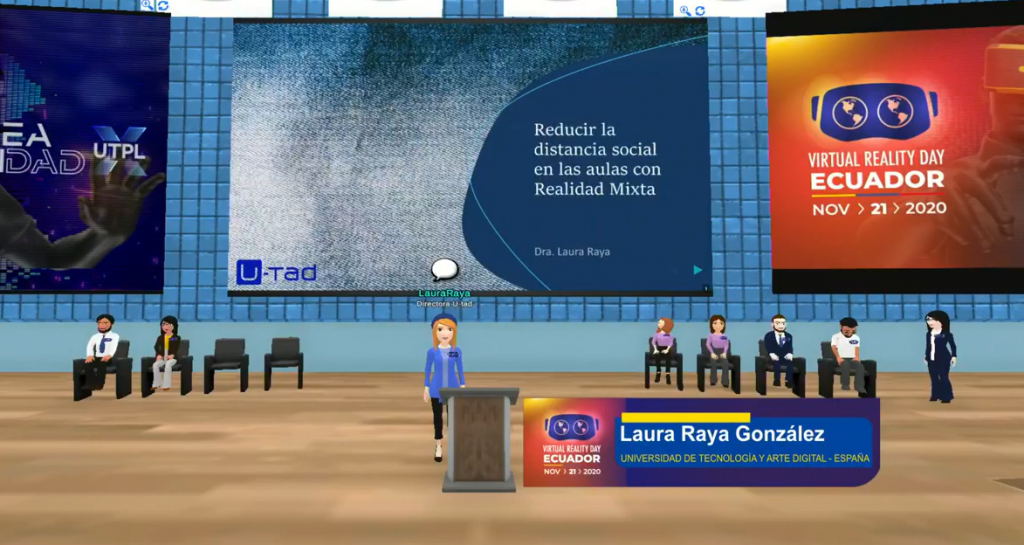 EA
DAD
UTPL
Reducir la
distancia social
en las aulas con
Realidad Mixta
Dra. Laura Raya
U-tad
VIRTUAL REALITY DAY
ECUADOR
NOV > 21 > 2020
LauraRaya
Directora U-tad
VIRTUAL REALITY DAY
ECUADOR
NOV > 21 > 2020
Laura Raya González
UNIVERSIDAD DE TECNOLOGÍA Y ARTE DIGITAL - ESPAÑA